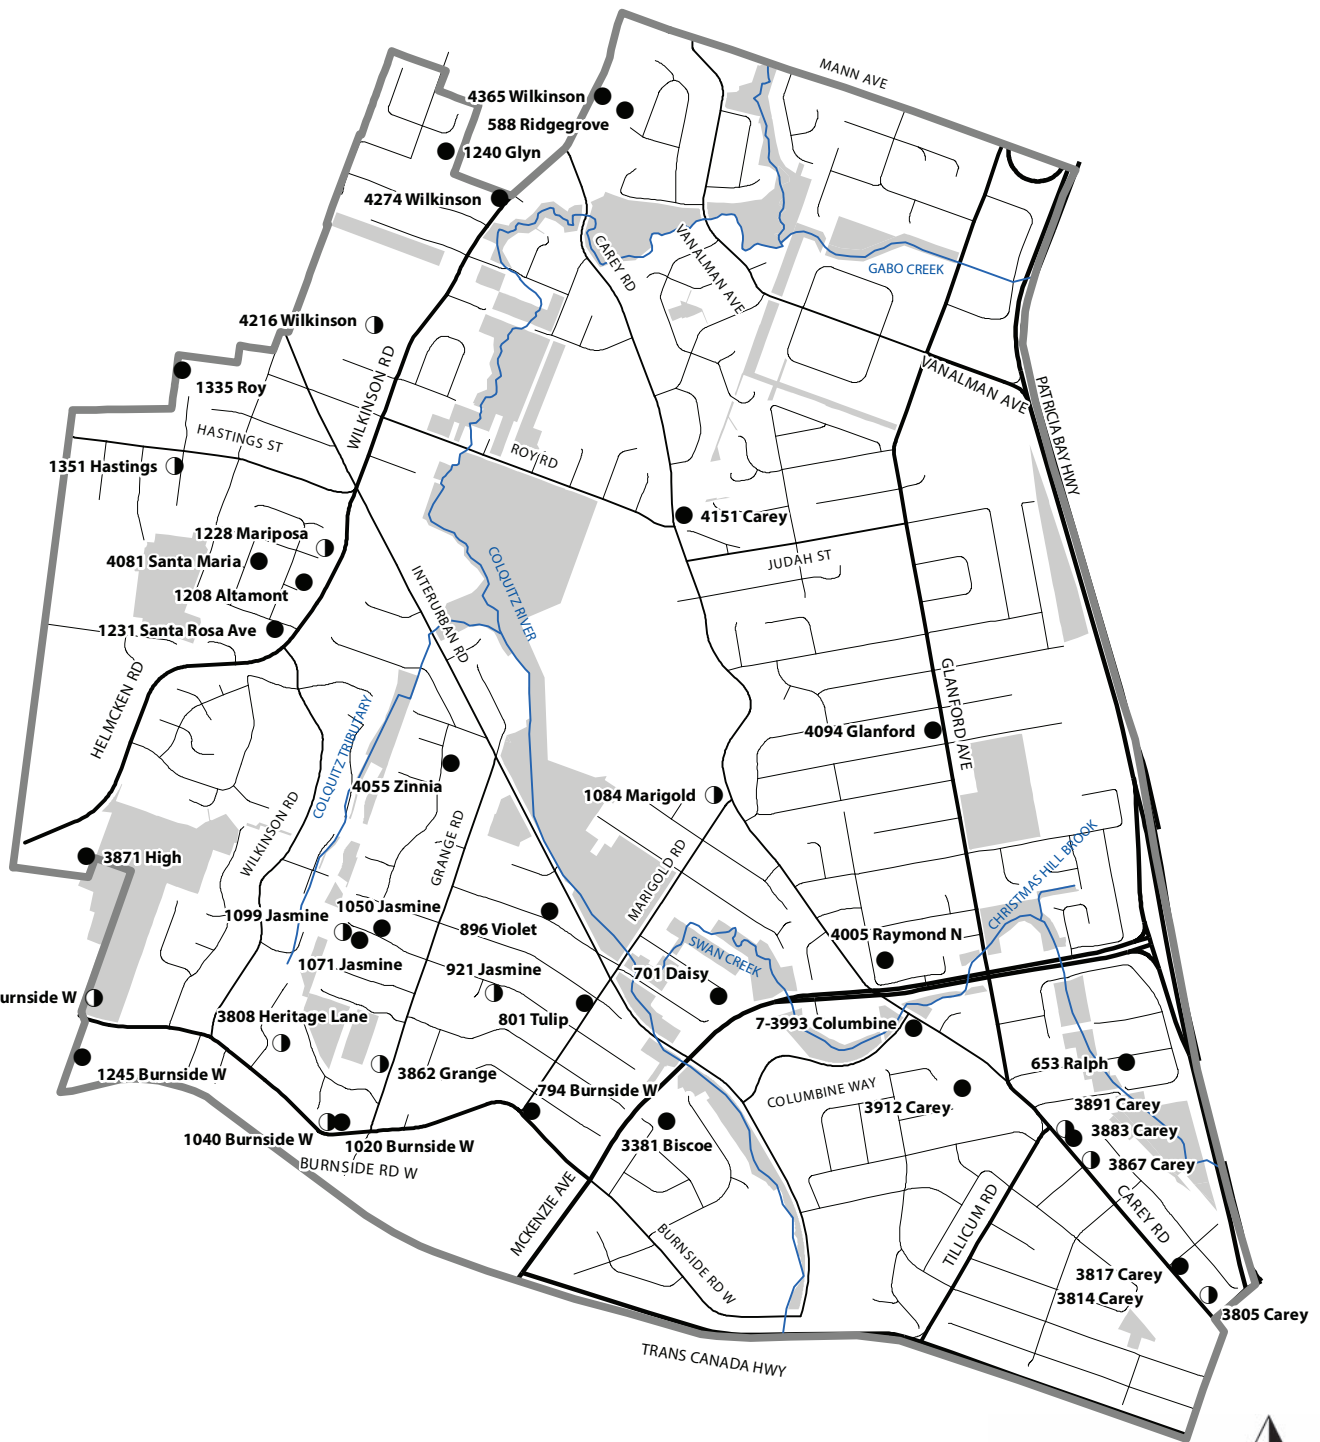 MANN AVE
4365 Wilkinson
588 Ridgegrove
1240 Glyn
4274 Wilkinson
CAREY RD
VANALMAN AVE
GABO CREEK
4216 Wilkinson
WILKINSON RD
1335 Roy
VANALMAN AVE
PATRICIA BAY HWY
HASTINGS ST
ROY RD
1351 Hastings
4151 Carey
1228 Mariposa
4081 Santa Maria
JUDAH ST
1208 Altamont
COLQUITZ RIVER
INTERURBAN RD
1231 Santa Rosa Ave
HELMCKEN RD
GLANFORD AVE
4094 Glanford
COLQUITZ TRIBUTARY
4055 Zinnia
1084 Marigold
WILKINSON RD
GRANGE RD
3871 High
MARIGOLD RD
CHRISTMAS HILL BROOK
1050 Jasmine
1099 Jasmine
896 Violet
4005 Raymond N
SWAN CREEK
1071 Jasmine
921 Jasmine
701 Daisy
urnside W
3808 Heritage Lane
801 Tulip
7-3993 Columbine
1245 Burnside W
3862 Grange
653 Ralph
794 Burnside W
COLUMBINE WAY
3912 Carey
3891 Carey
3883 Carey
1040 Burnside W
1020 Burnside W
3381 Biscoe
3867 Carey
BURNSIDE RD W
MCKENZIE AVE
TILLICUM RD
CAREY RD
BURNSIDE RD W
3817 Carey
3814 Carey
3805 Carey
TRANS CANADA HWY